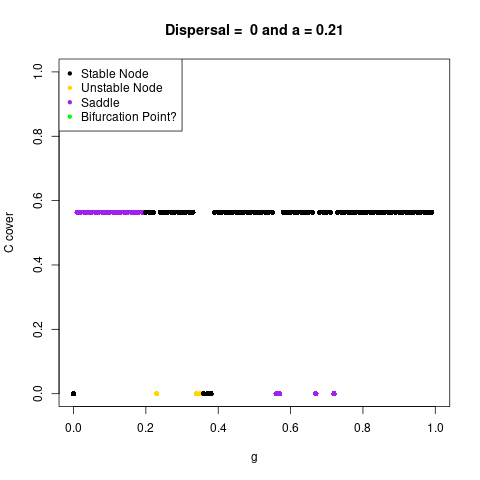 Dispersal =  0 and a = 0.21
Stable Node
Unstable Node
Saddle
Bifurcation Point?
C cover
1.0
0.8
0.6
0.4
0.2
0.0
0.0 0.2 0.4 0.6 0.8 1.0
g